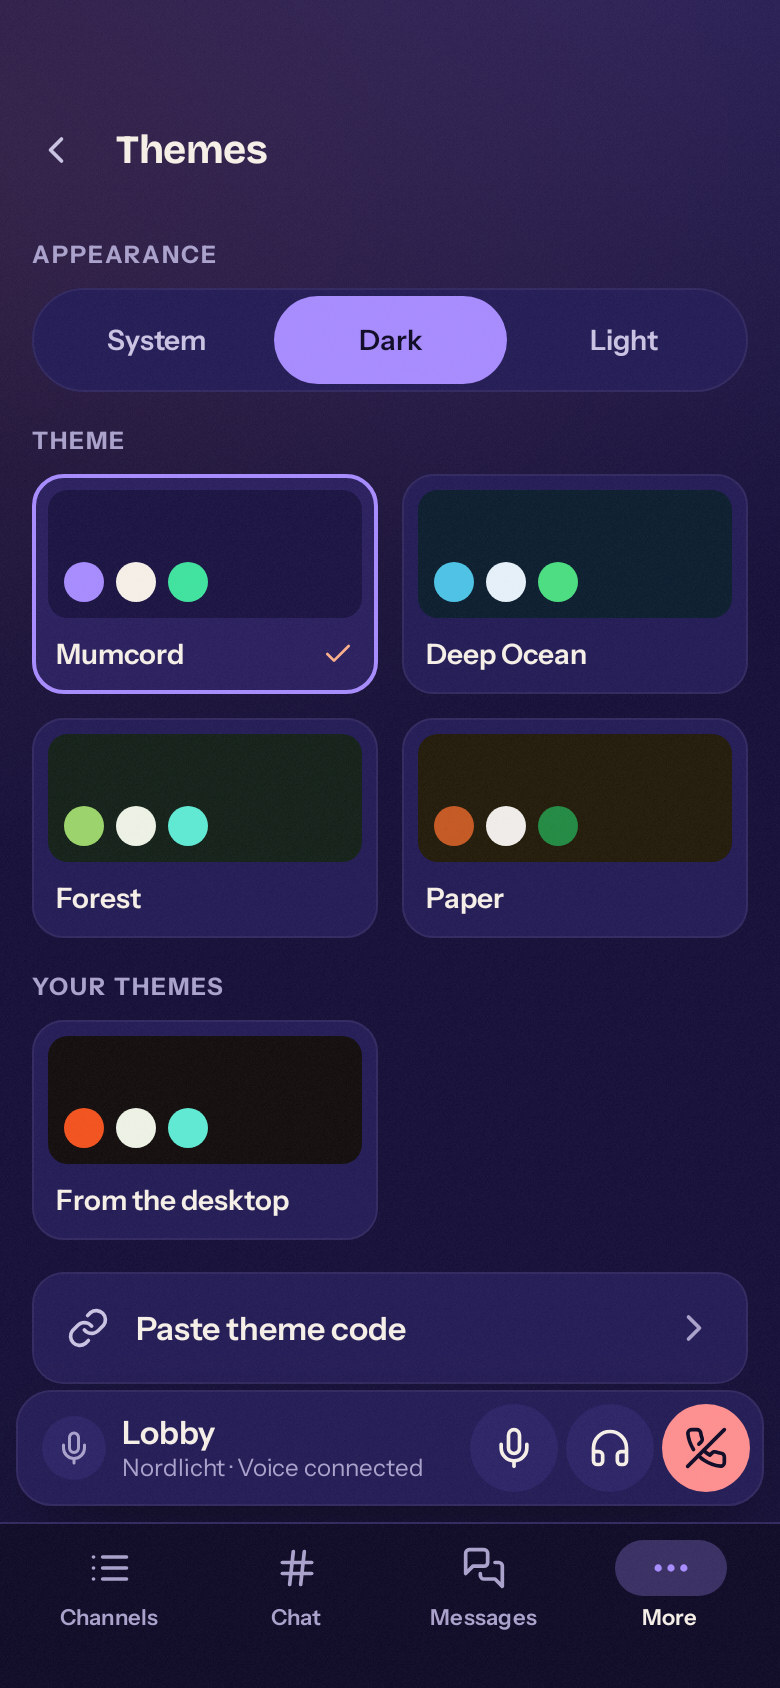 Themes
APPEARANCE
System Dark Light
THEME
Mumcord Deep Ocean
Forest Paper
YOUR THEMES
From the desktop
Paste theme code
Lobby
Nordlicht · Voice connected
Channels Chat Messages More